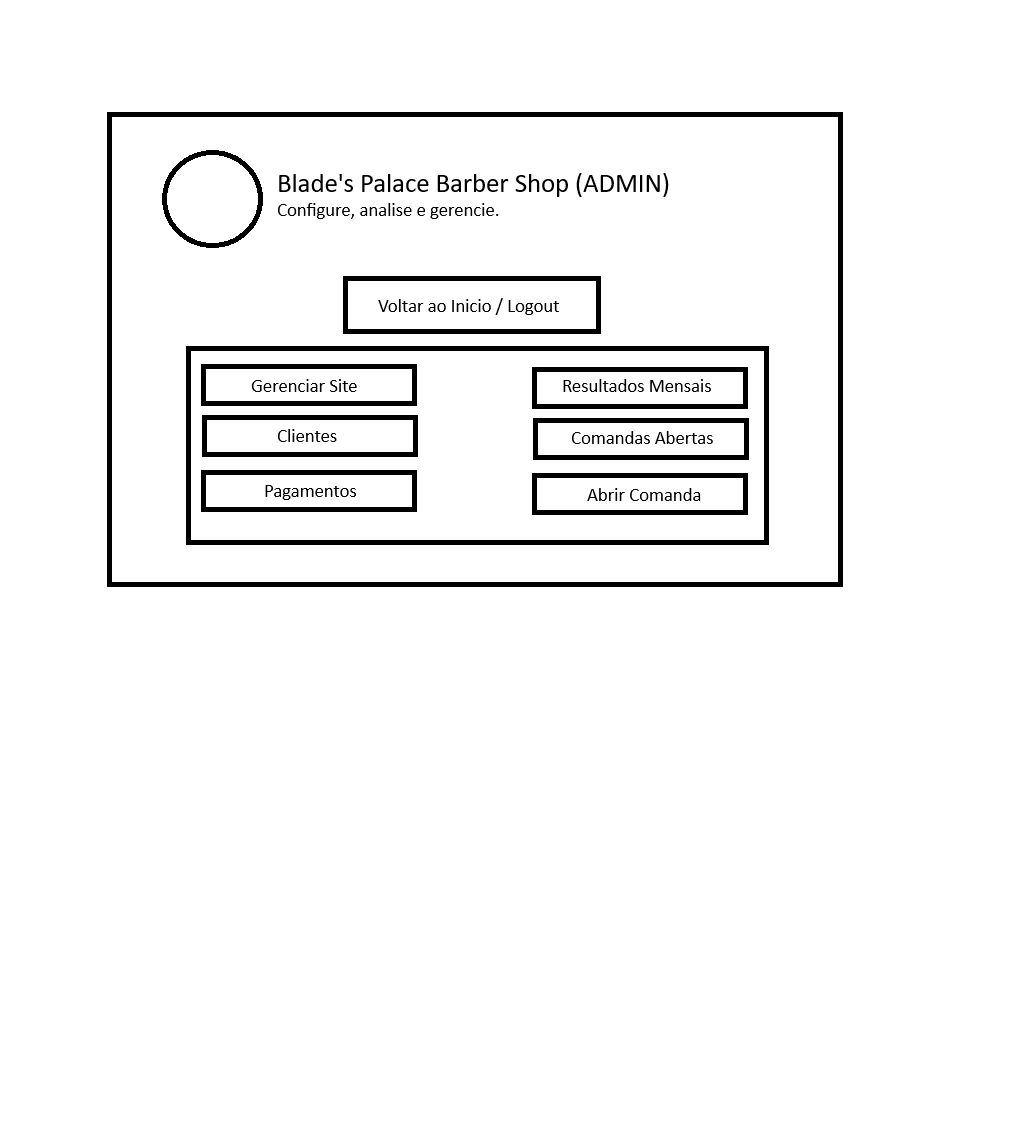 Blade's Palace Barber Shop (ADMIN)
Configure, analise e gerencie.
Voltar ao Inicio / Logout
Gerenciar Site
Resultados Mensais
Clientes
Comandas Abertas
Pagamentos
Abrir Comanda